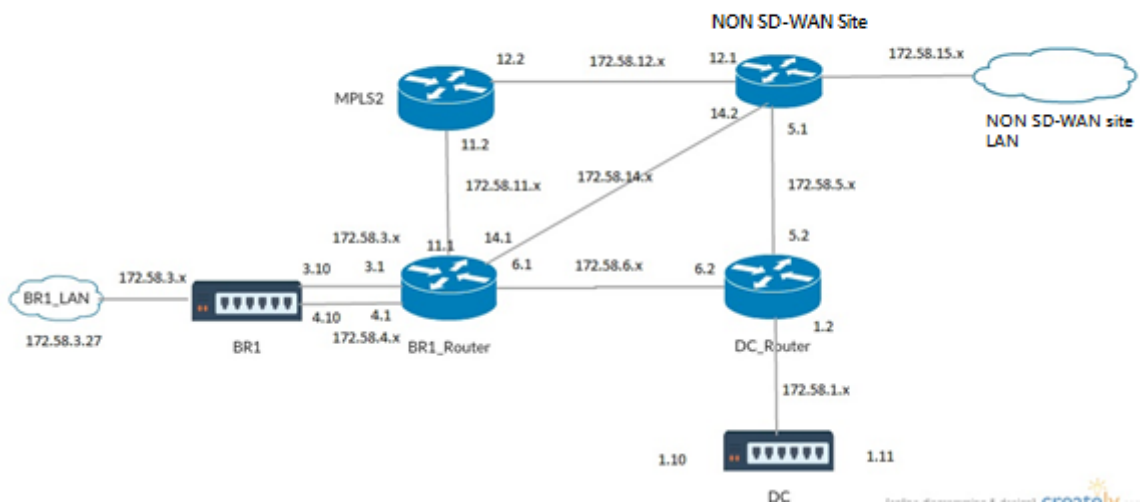 NON SD-WAN Site
12.2
172.58.12.x
12.1
172.58.15.x
MPLS2
14.2
5.1
NON SD-WAN site
LAN
11.2
172.58.11.x
172.58.14.x
172.58.5.x
172.58.3.x
11.1
14.1
5.2
172.58.3.x
3.10
3.1
6.1
172.58.6.x
6.2
BR1_LAN
4.10
4.1
1.2
172.58.3.27
BR1
172.58.4.x
BR1_Router
DC_Router
172.58.1.x
1.10
1.11
DC
creately